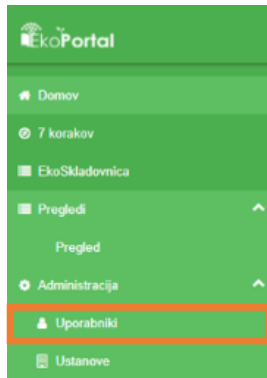 EkoPortal
Domov
7 korakov
EkoSkladovnica
Pregledi
Pregled
Administracija
Uporabniki
Ustanove